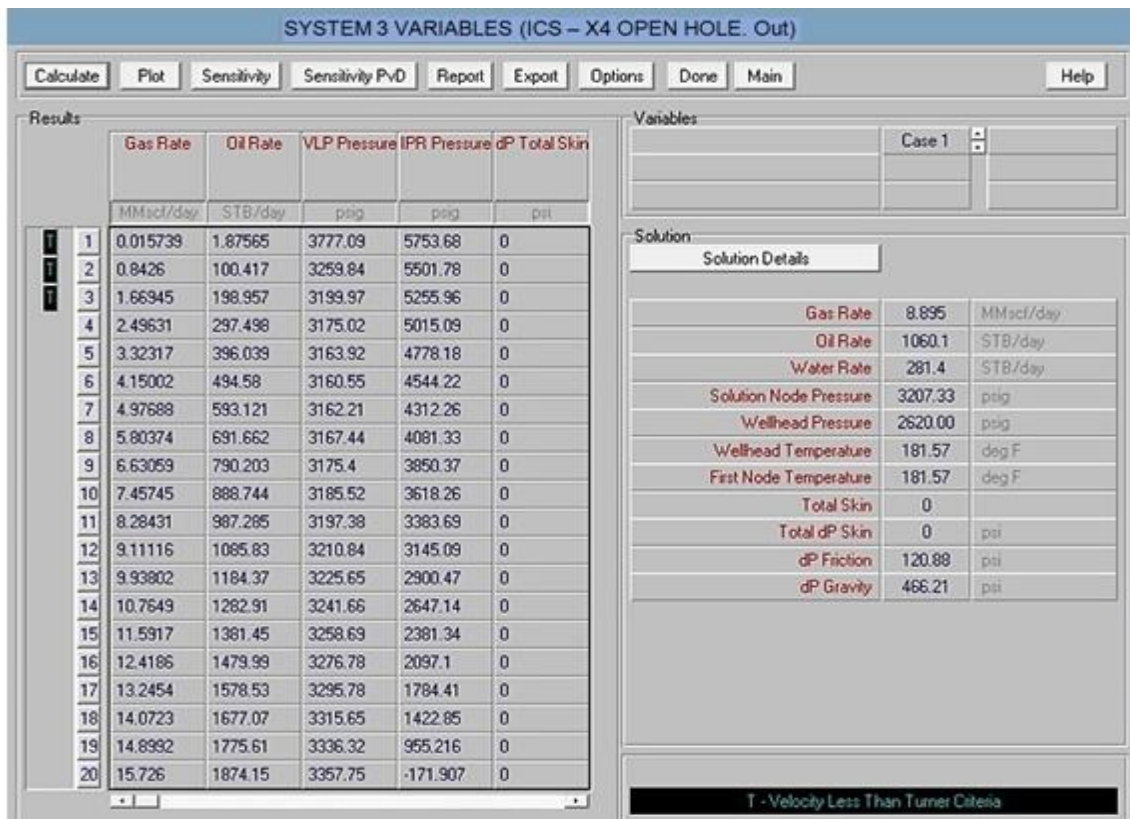 SYSTEM 3 VARIABLES (ICS – X4 OPEN HOLE. Out)
Calculate Plot Sensitivity Sensitivity PvD Report Export Options Done Main Help
Results
Gas Rate Oil Rate VLP Pressure IPR Pressure dP Total Skin
MMscf/day STB/day psig psig psi
T 1 0.015739 1.87565 3777.09 5753.68 0
T 2 0.8426 100.417 3259.84 5501.78 0
T 3 1.66945 198.957 3199.97 5255.96 0
4 2.49631 297.498 3175.02 5015.09 0
5 3.32317 396.039 3163.92 4778.18 0
6 4.15002 494.58 3160.55 4544.22 0
7 4.97688 593.121 3162.21 4312.26 0
8 5.80374 691.662 3167.44 4081.33 0
9 6.63059 790.203 3175.4 3850.37 0
10 7.45745 888.744 3185.52 3618.26 0
11 8.28431 987.285 3197.38 3383.69 0
12 9.11116 1085.83 3210.84 3145.09 0
13 9.93802 1184.37 3225.65 2900.47 0
14 10.7649 1282.91 3241.66 2647.14 0
15 11.5917 1381.45 3258.69 2381.34 0
16 12.4186 1479.99 3276.78 2097.1 0
17 13.2454 1578.53 3295.78 1784.41 0
18 14.0723 1677.07 3315.65 1422.85 0
19 14.8992 1775.61 3336.32 955.216 0
20 15.726 1874.15 3357.75 -171.907 0
Variables
Case 1
Solution
Solution Details
Gas Rate 8.895 MMscf/day
Oil Rate 1060.1 STB/day
Water Rate 281.4 STB/day
Solution Node Pressure 3207.33 psig
Wellhead Pressure 2620.00 psig
Wellhead Temperature 181.57 deg F
First Node Temperature 181.57 deg F
Total Skin 0
Total dP Skin 0 psi
dP Friction 120.88 psi
dP Gravity 466.21 psi
T - Velocity Less Than Turner Criteria